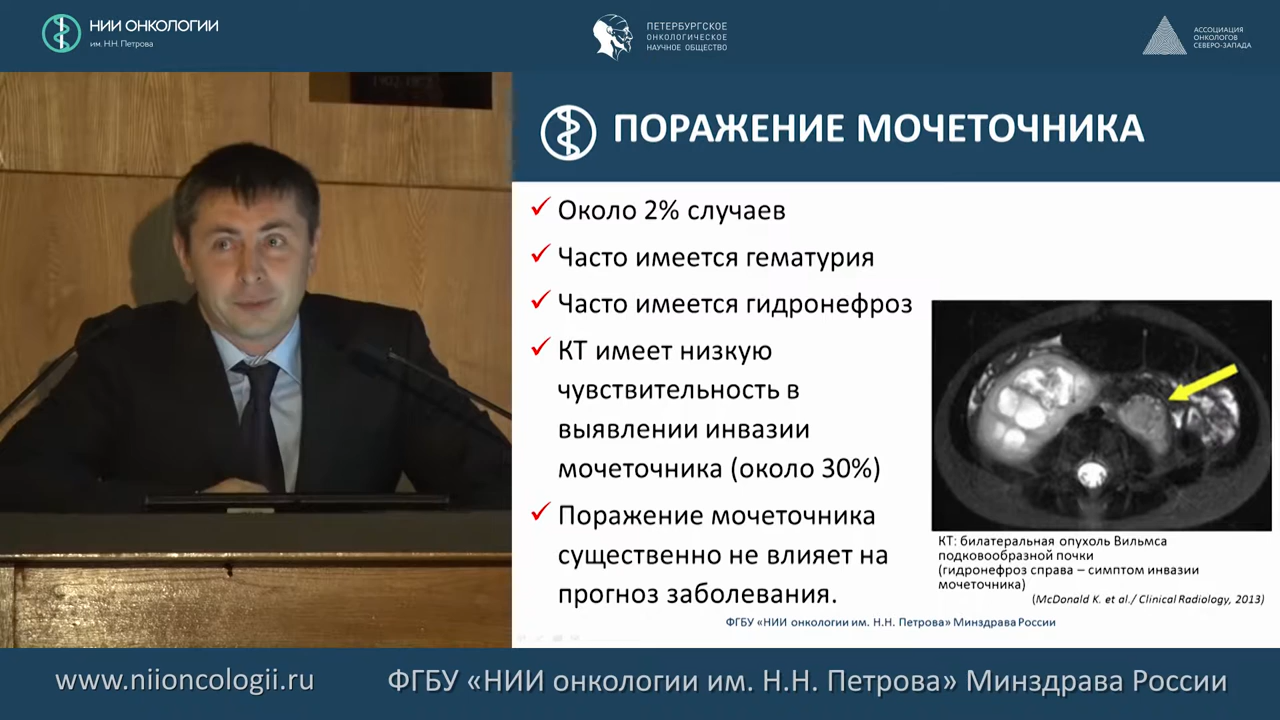 НИИ ОНКОЛОГИИ
им. Н.Н. Петрова
ПЕТЕРБУРГСКОЕ
ОНКОЛОГИЧЕСКОЕ
НАУЧНОЕ ОБЩЕСТВО
АССОЦИАЦИЯ
ОНКОЛОГОВ
СЕВЕРО-ЗАПАДА
ПОРАЖЕНИЕ МОЧЕТОЧНИКА
Около 2% случаев
Часто имеется гематурия
Часто имеется гидронефроз
КТ имеет низкую
чувствительность в
выявлении инвазии
мочеточника (около 30%)
Поражение мочеточника
существенно не влияет на
прогноз заболевания.
КТ: билатеральная опухоль Вильмса
подковообразной почки
(гидронефроз справа – симптом инвазии
мочеточника)
(McDonald K. et al./ Clinical Radiology, 2013)
ФГБУ «НИИ онкологии им. Н.Н. Петрова» Минздрава России
www.niioncologii.ru
ФГБУ «НИИ онкологии им. Н.Н. Петрова» Минздрава России